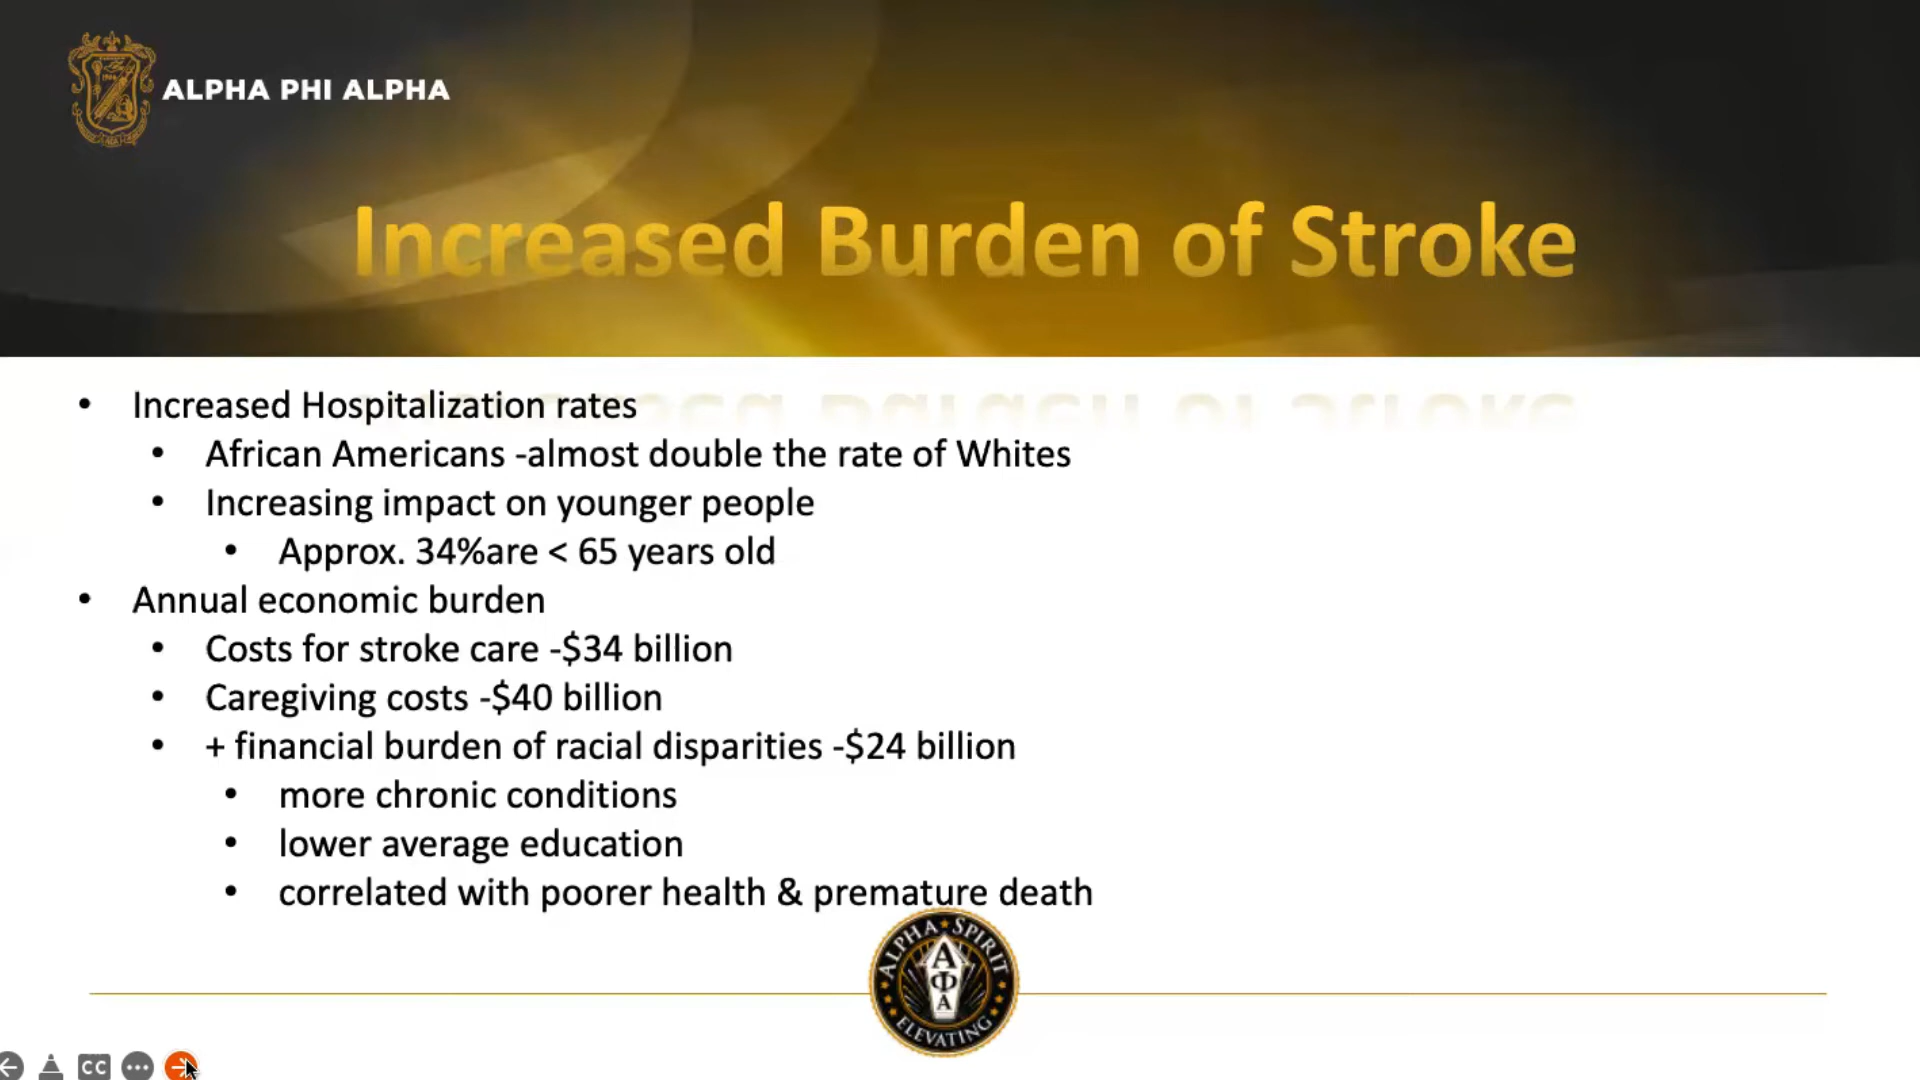 ALPHA PHI ALPHA
Increased Burden of Stroke
• Increased Hospitalization rates
• African Americans -almost double the rate of Whites
• Increasing impact on younger people
• Approx. 34%are < 65 years old
• Annual economic burden
• Costs for stroke care -$34 billion
• Caregiving costs -$40 billion
• + financial burden of racial disparities -$24 billion
• more chronic conditions
• lower average education
• correlated with poorer health & premature death
ALPHA SPIRIT
Α
Φ
Α
ELEVATING
CC